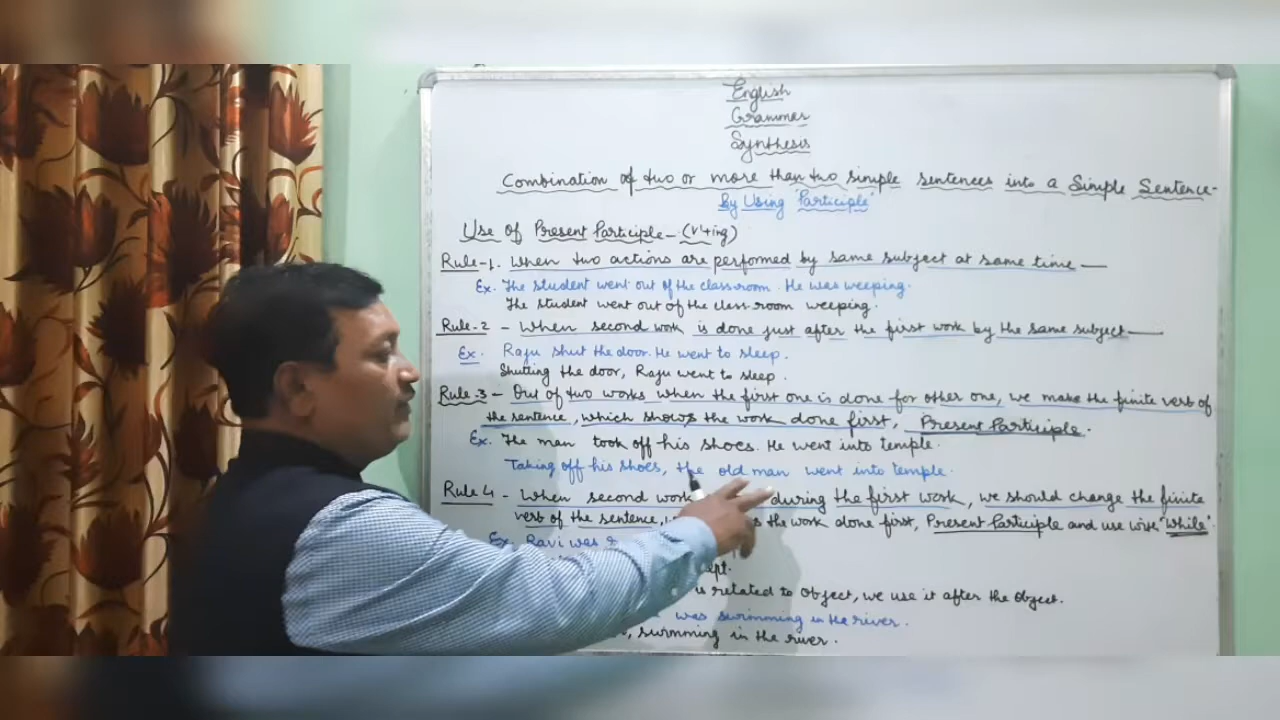 English
Grammar
Synthesis
Combination of two or more than two simple sentences into a Simple Sentence-
By Using "Participle"
Use of Present Participle - (V4+ing)
Rule-1. When two actions are performed by same subject at same time —
Ex. The student went out of the classroom. He was weeping.
The student went out of the class-room weeping.
Rule-2 - When second work is done just after the first work by the same subject —
Ex. Raju shut the door. He went to sleep.
Shutting the door, Raju went to sleep.
Rule-3 - Out of two works when the first one is done for other one, we make the finite verb of
the sentence, which shows the work done first, Present Participle.
Ex. The man took off his shoes. He went into temple.
Taking off his shoes, the old man went into temple.
Rule 4 - When second work during the first work, we should change the finite
verb of the sentence, the work done first, Present Participle and use wise "while".
Ex. Ravi was
is related to Object, we use it after the Object.
was swimming in the river.
, swimming in the river.